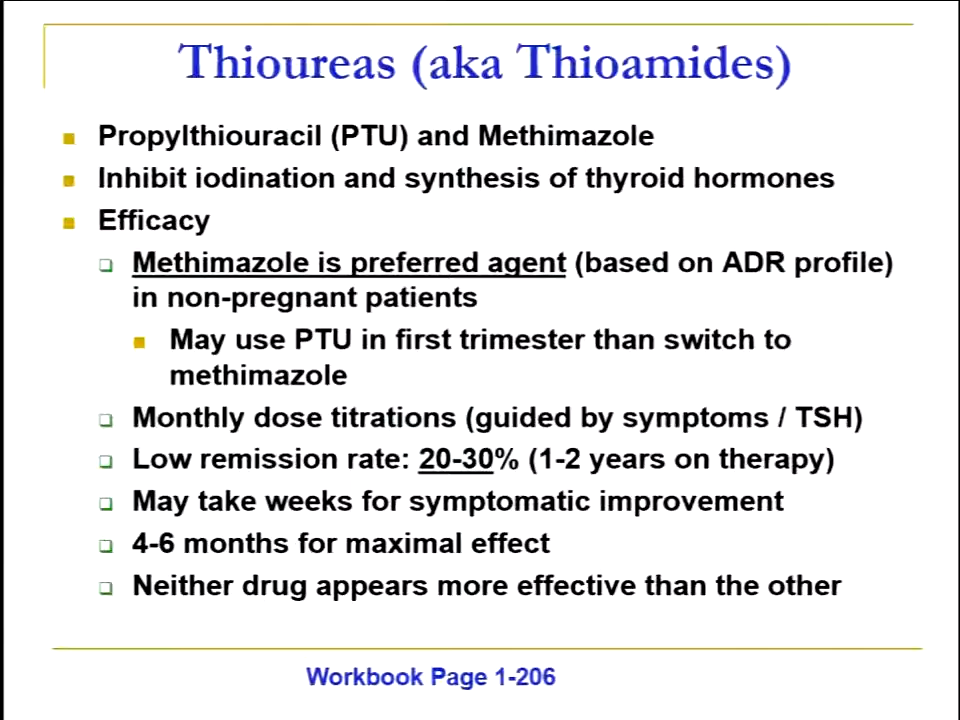 Thioureas (aka Thioamides)
Propylthiouracil (PTU) and Methimazole
Inhibit iodination and synthesis of thyroid hormones
Efficacy
Methimazole is preferred agent (based on ADR profile)
in non-pregnant patients
May use PTU in first trimester than switch to
methimazole
Monthly dose titrations (guided by symptoms / TSH)
Low remission rate: 20-30% (1-2 years on therapy)
May take weeks for symptomatic improvement
4-6 months for maximal effect
Neither drug appears more effective than the other
Workbook Page 1-206